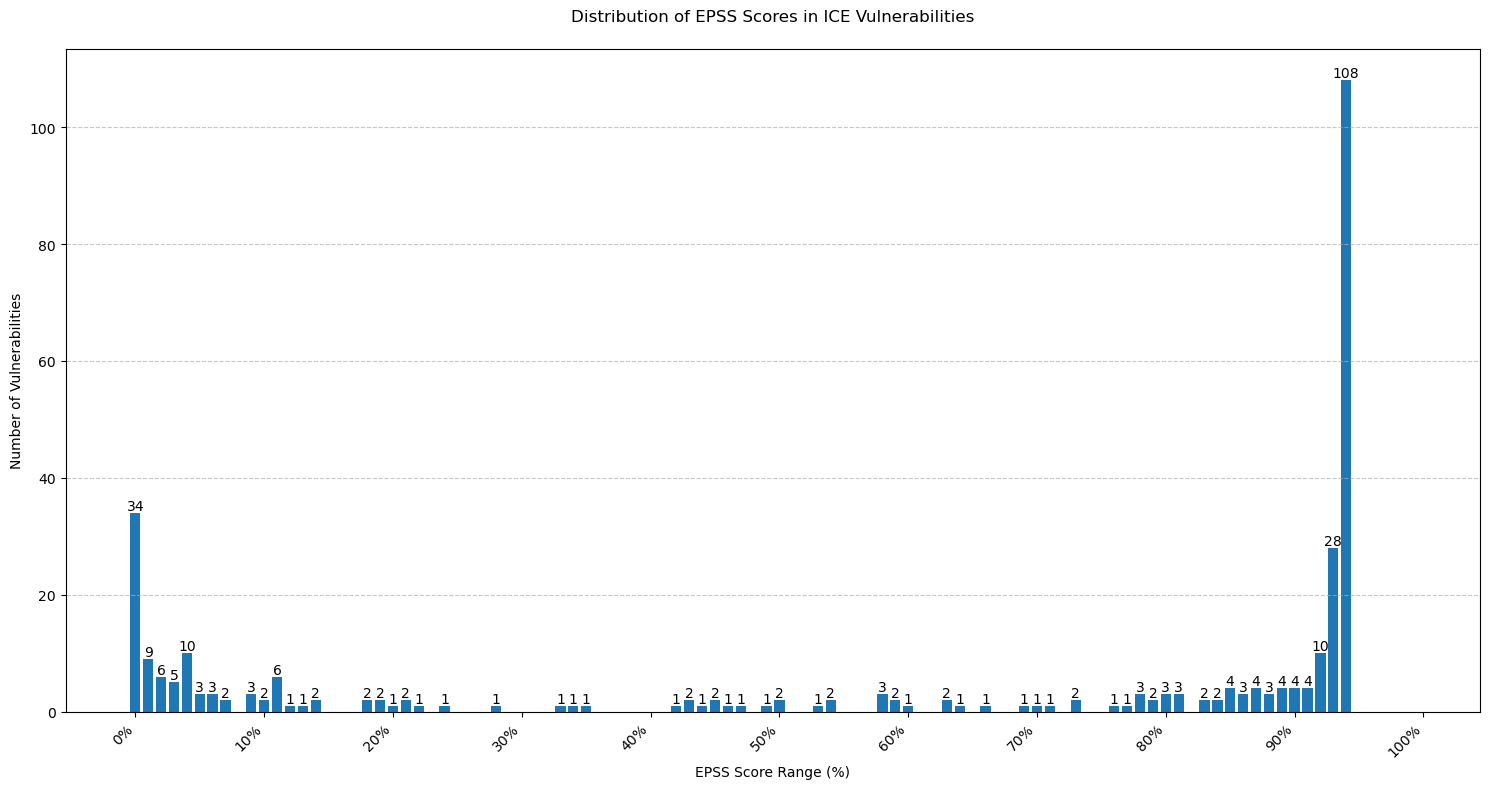 Distribution of EPSS Scores in ICE Vulnerabilities
Number of Vulnerabilities
100
80
60
40
20
0
34 9 6 5 10 3 3 2 3 2 6 1 1 2 2 2 1 2 1 1 1 1 1 1 1 2 1 2 1 1 1 2 1 2 3 2 1 2 1 1 1 1 1 2 1 1 3 2 3 3 2 2 4 3 4 3 4 4 4 10 28 108
0% 10% 20% 30% 40% 50% 60% 70% 80% 90% 100%
EPSS Score Range (%)